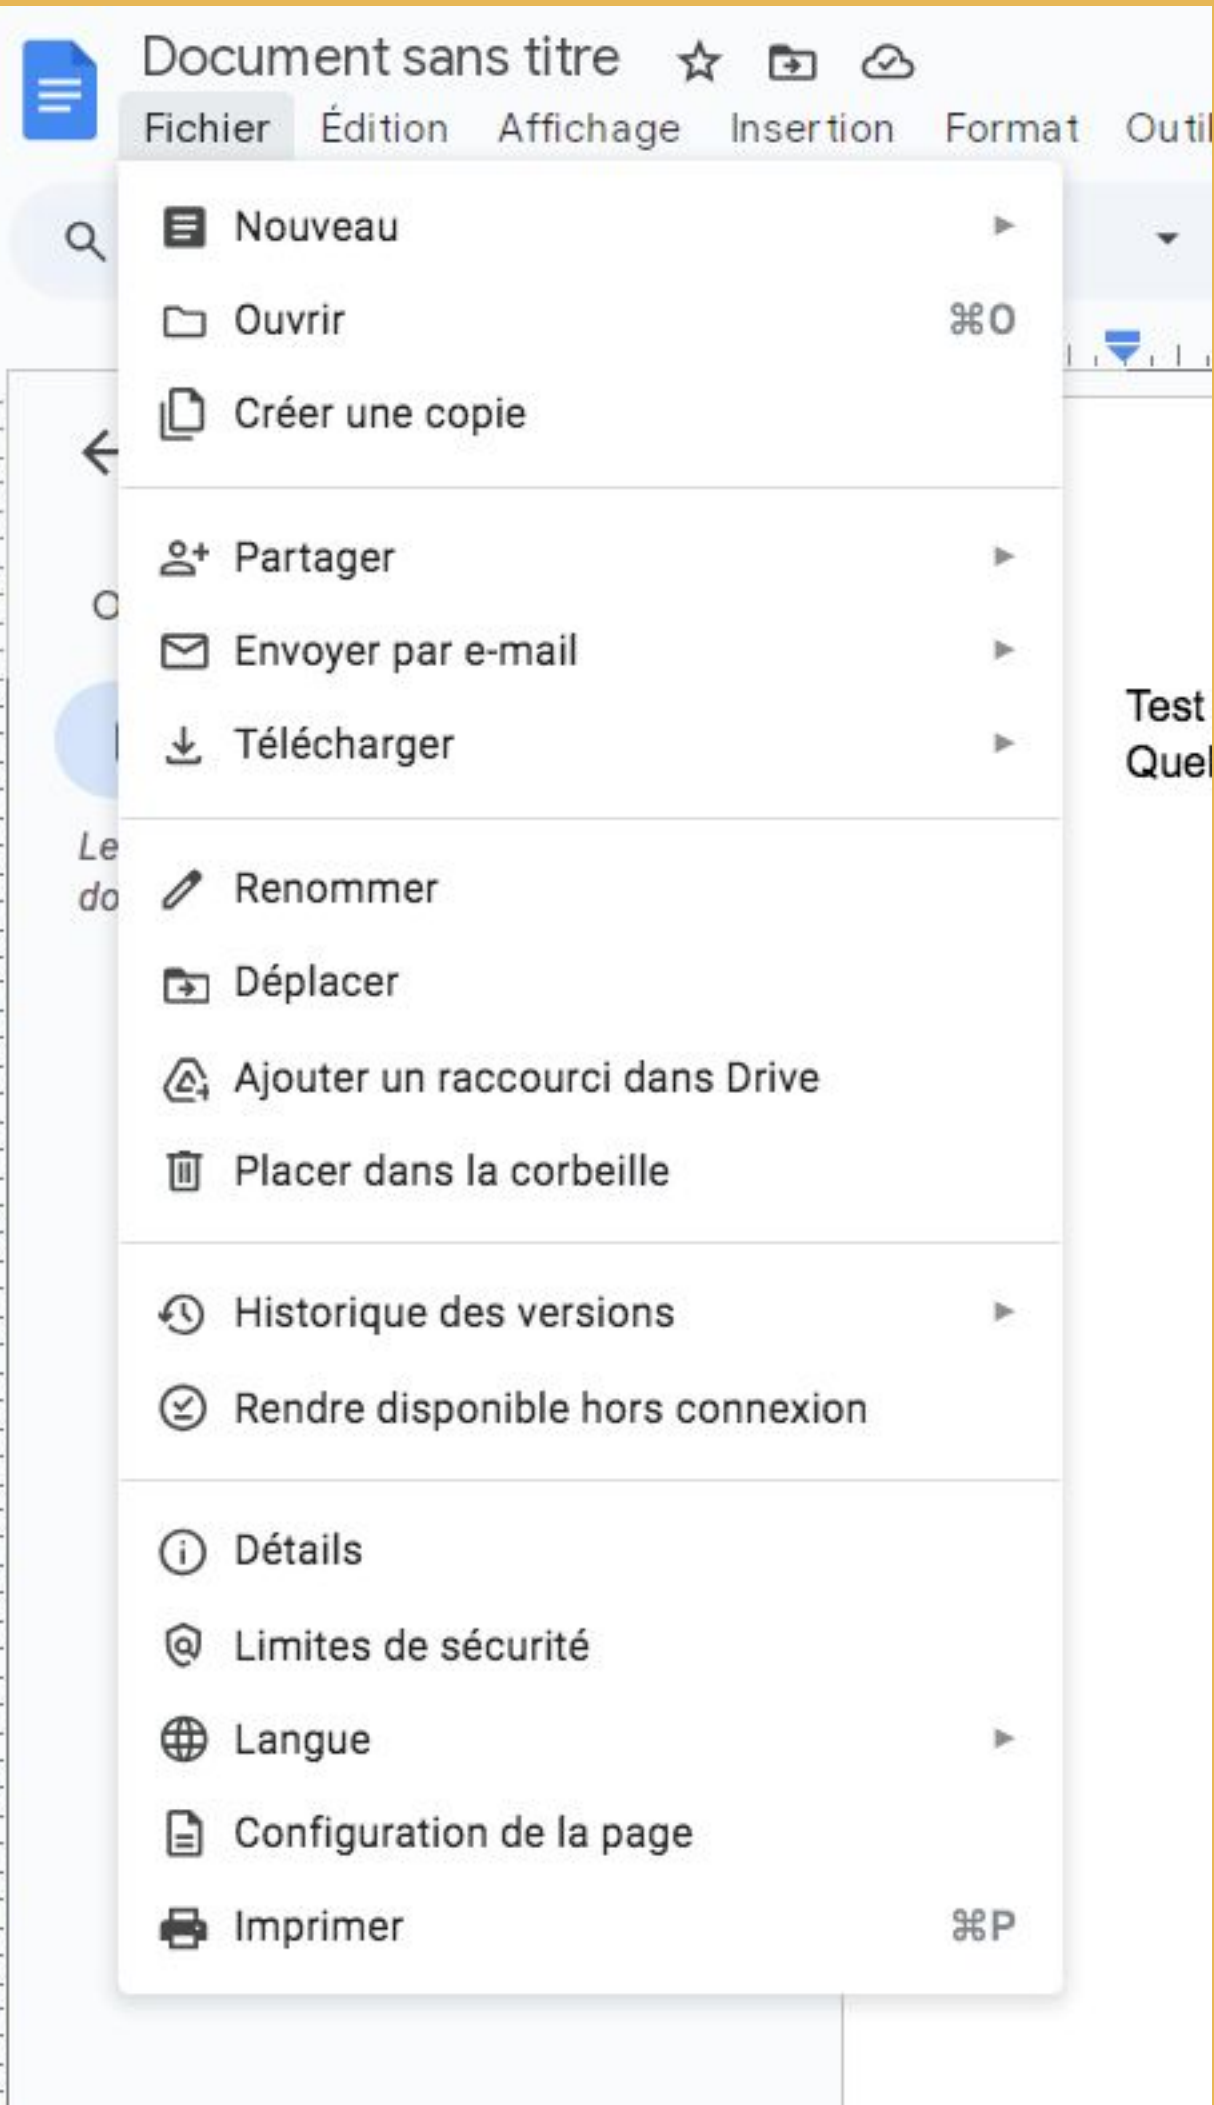 Document sans titre
Fichier Édition Affichage Insertion Format
Nouveau
Ouvrir ⌘O
Créer une copie
Partager
Envoyer par e-mail
Télécharger
Test
Le
do
Renommer
Déplacer
Ajouter un raccourci dans Drive
Placer dans la corbeille
Historique des versions
Rendre disponible hors connexion
Détails
Limites de sécurité
Langue
Configuration de la page
Imprimer ⌘P